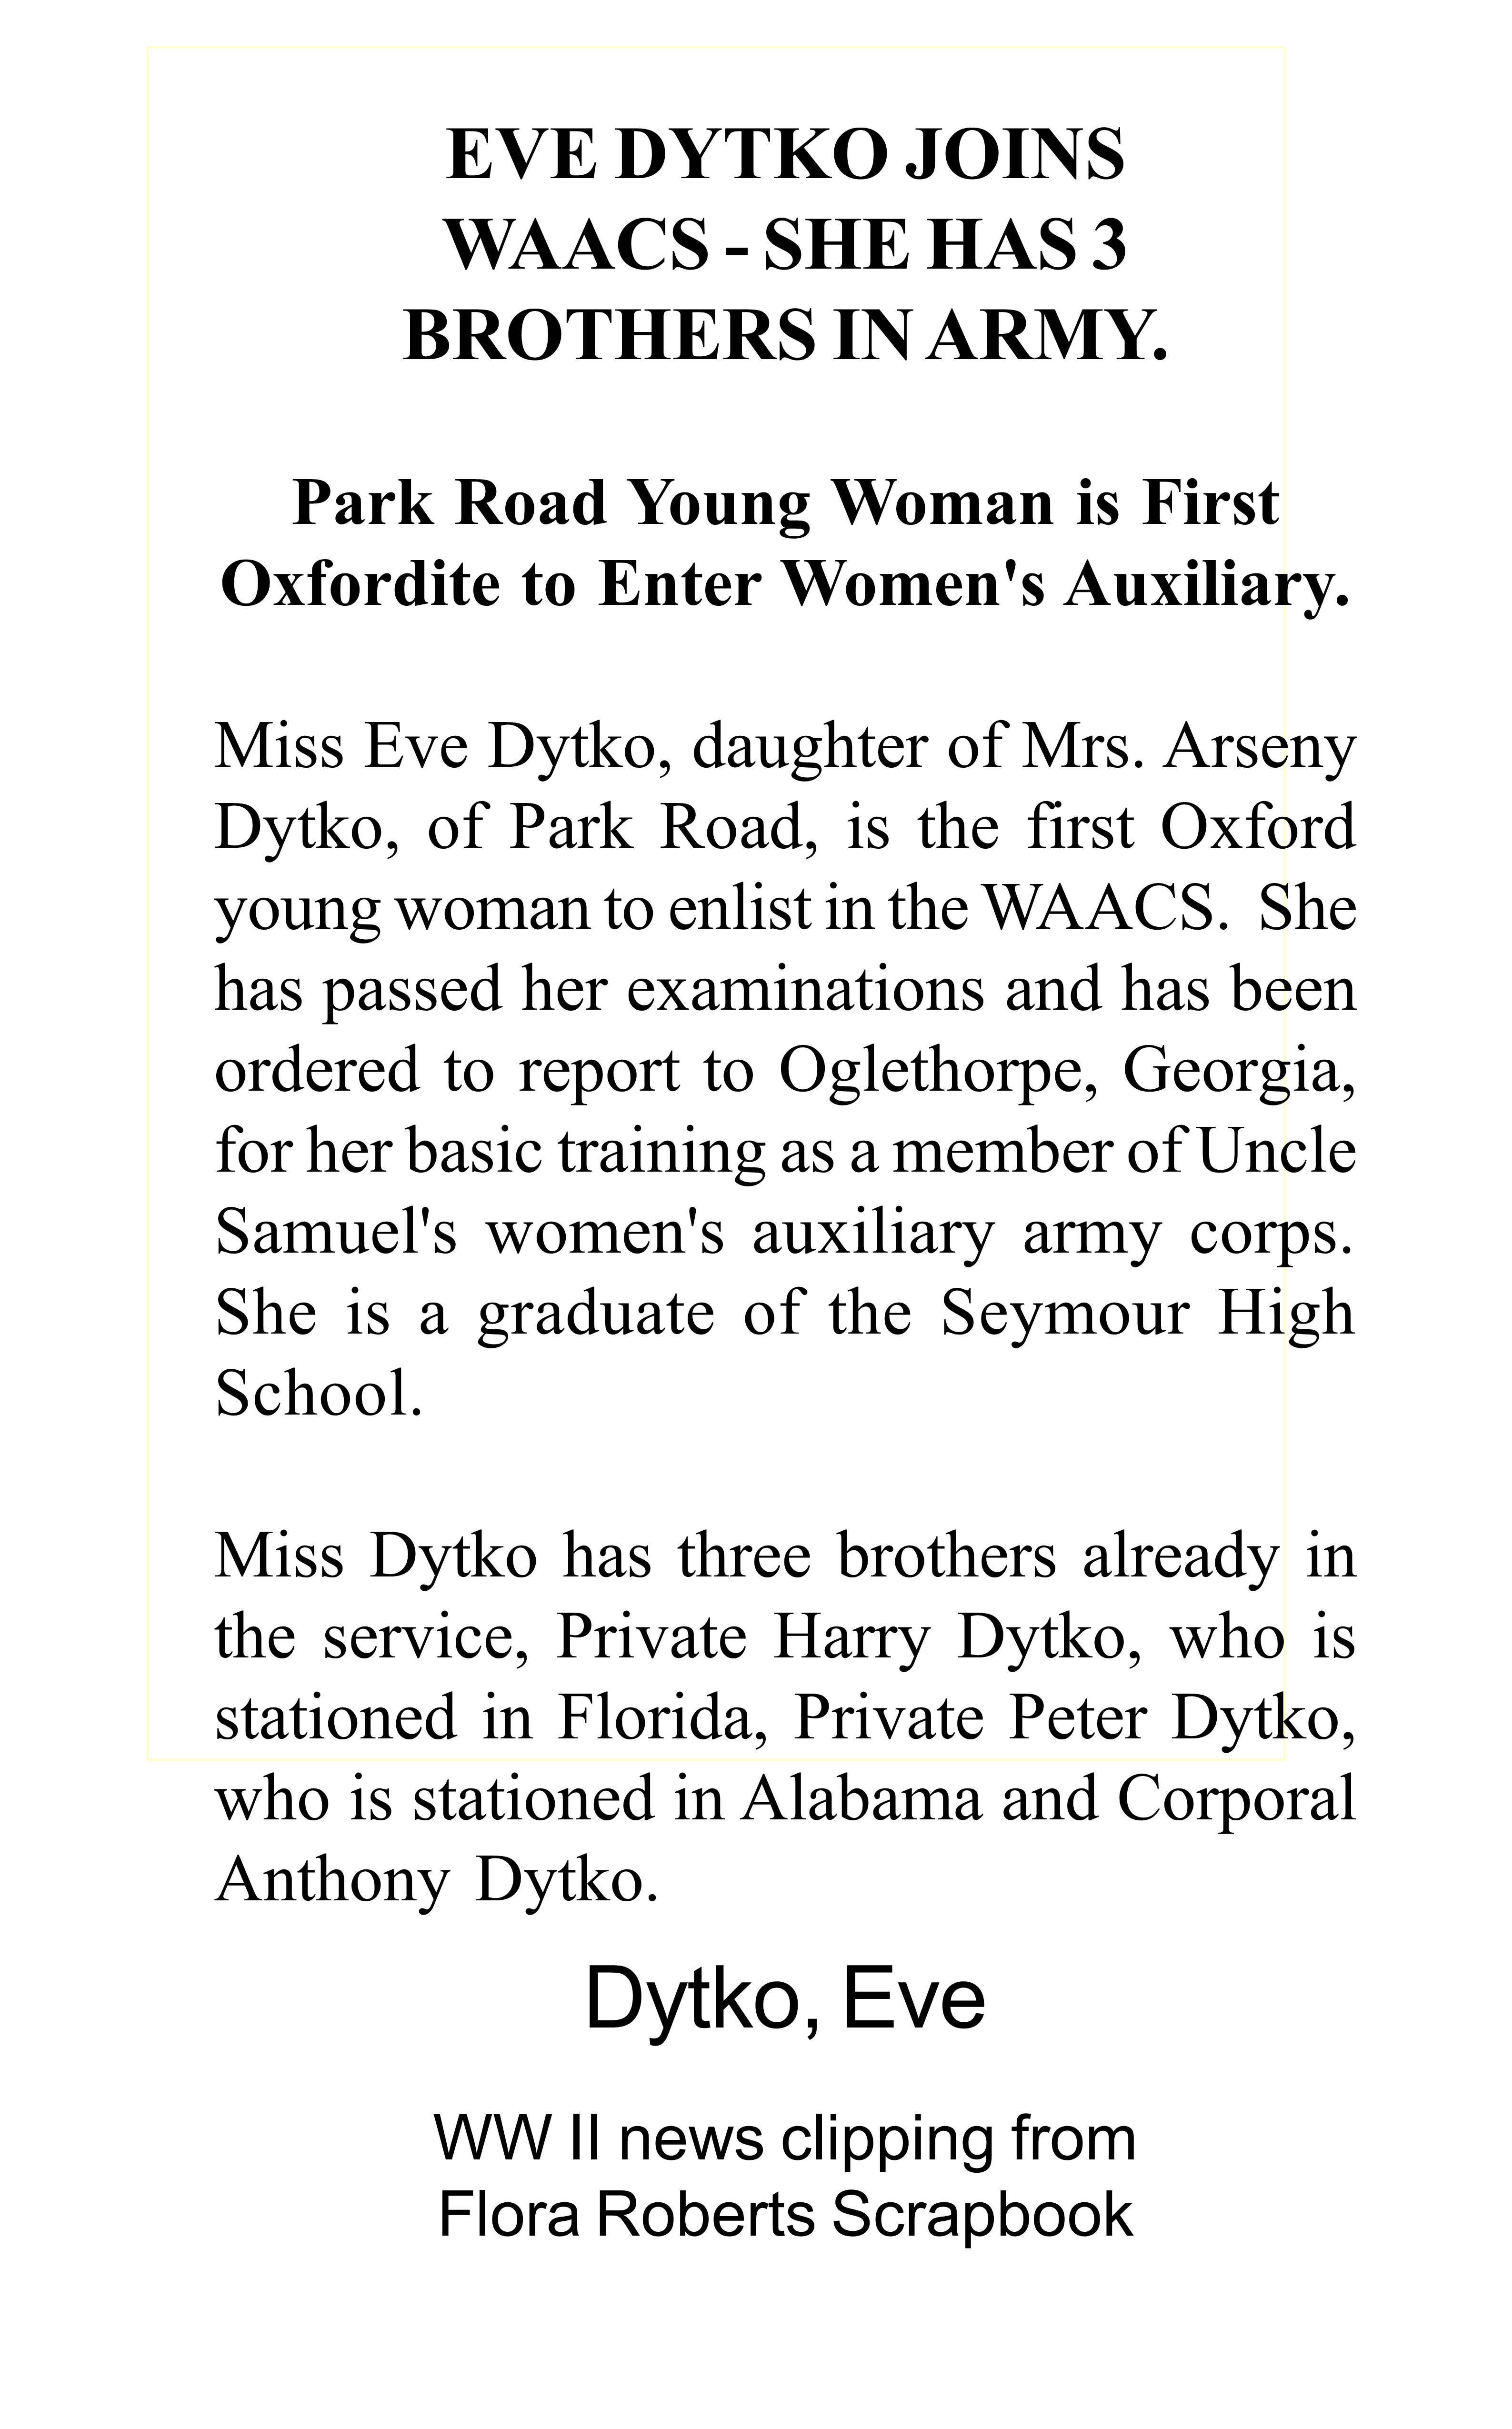 EVE DYTKO JOINS
WAACS - SHE HAS 3
BROTHERS IN ARMY.
Park Road Young Woman is First
Oxfordite to Enter Women's Auxiliary.
Miss Eve Dytko, daughter of Mrs. Arseny
Dytko, of Park Road, is the first Oxford
young woman to enlist in the WAACS.  She
has passed her examinations and has been
ordered to report to Oglethorpe, Georgia,
for her basic training as a member of Uncle
Samuel's women's auxiliary army corps.
She is a graduate of the Seymour High
School.
Miss Dytko has three brothers already in
the service, Private Harry Dytko, who is
stationed in Florida, Private Peter Dytko,
who is stationed in Alabama and Corporal
Anthony Dytko.
Dytko, Eve
WW II news clipping from
Flora Roberts Scrapbook